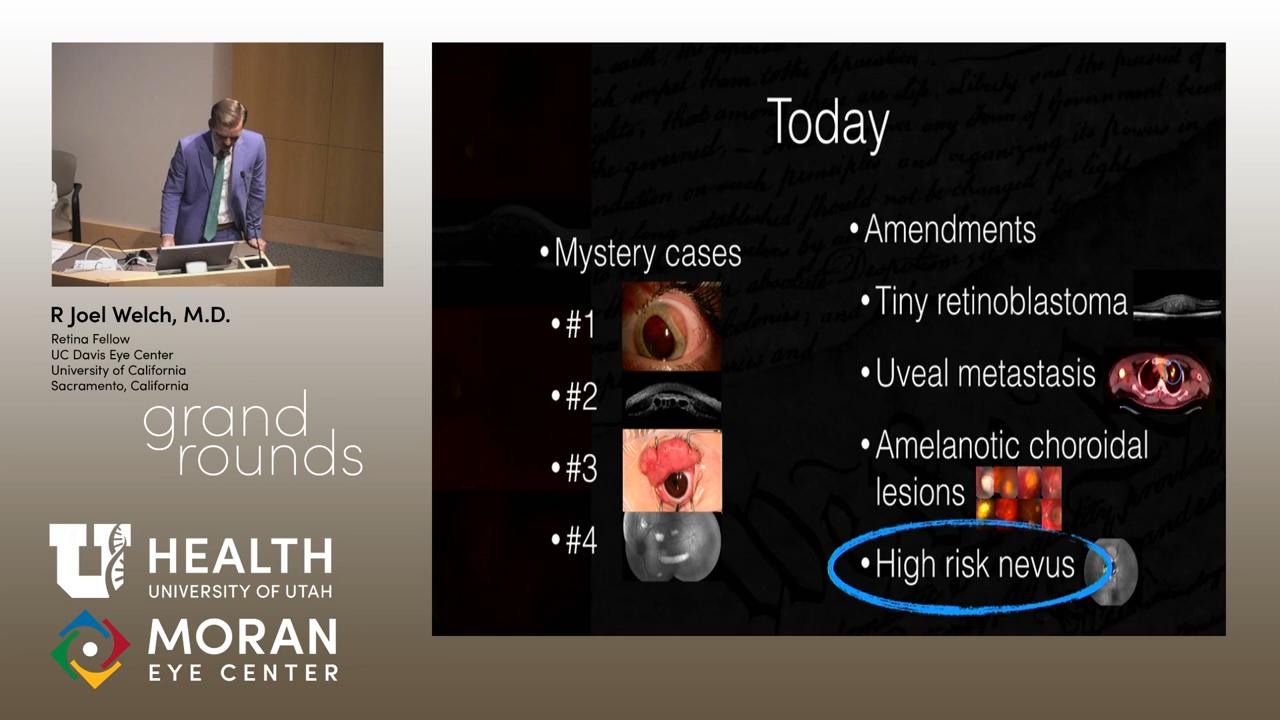 R Joel Welch, M.D.
Retina Fellow
UC Davis Eye Center
University of California
Sacramento, California
grand
rounds
U HEALTH
UNIVERSITY OF UTAH
MORAN
EYE CENTER
Today
• Mystery cases
• #1
• #2
• #3
• #4
• Amendments
• Tiny retinoblastoma
• Uveal metastasis
• Amelanotic choroidal
lesions
• High risk nevus